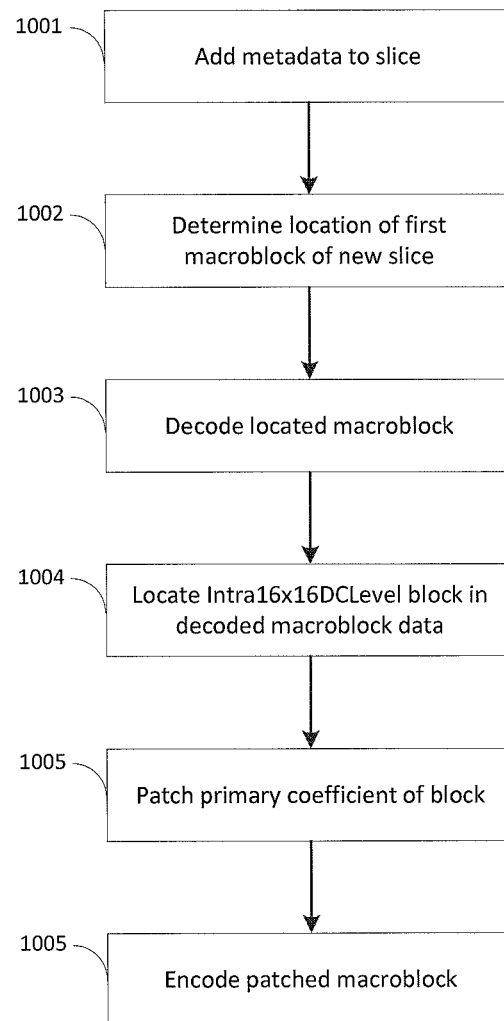 1001
Add metadata to slice
1002
Determine location of first
macroblock of new slice
1003
Decode located macroblock
1004
Locate Intra16x16DCLevel block in
decoded macroblock data
1005
Patch primary coefficient of block
1005
Encode patched macroblock